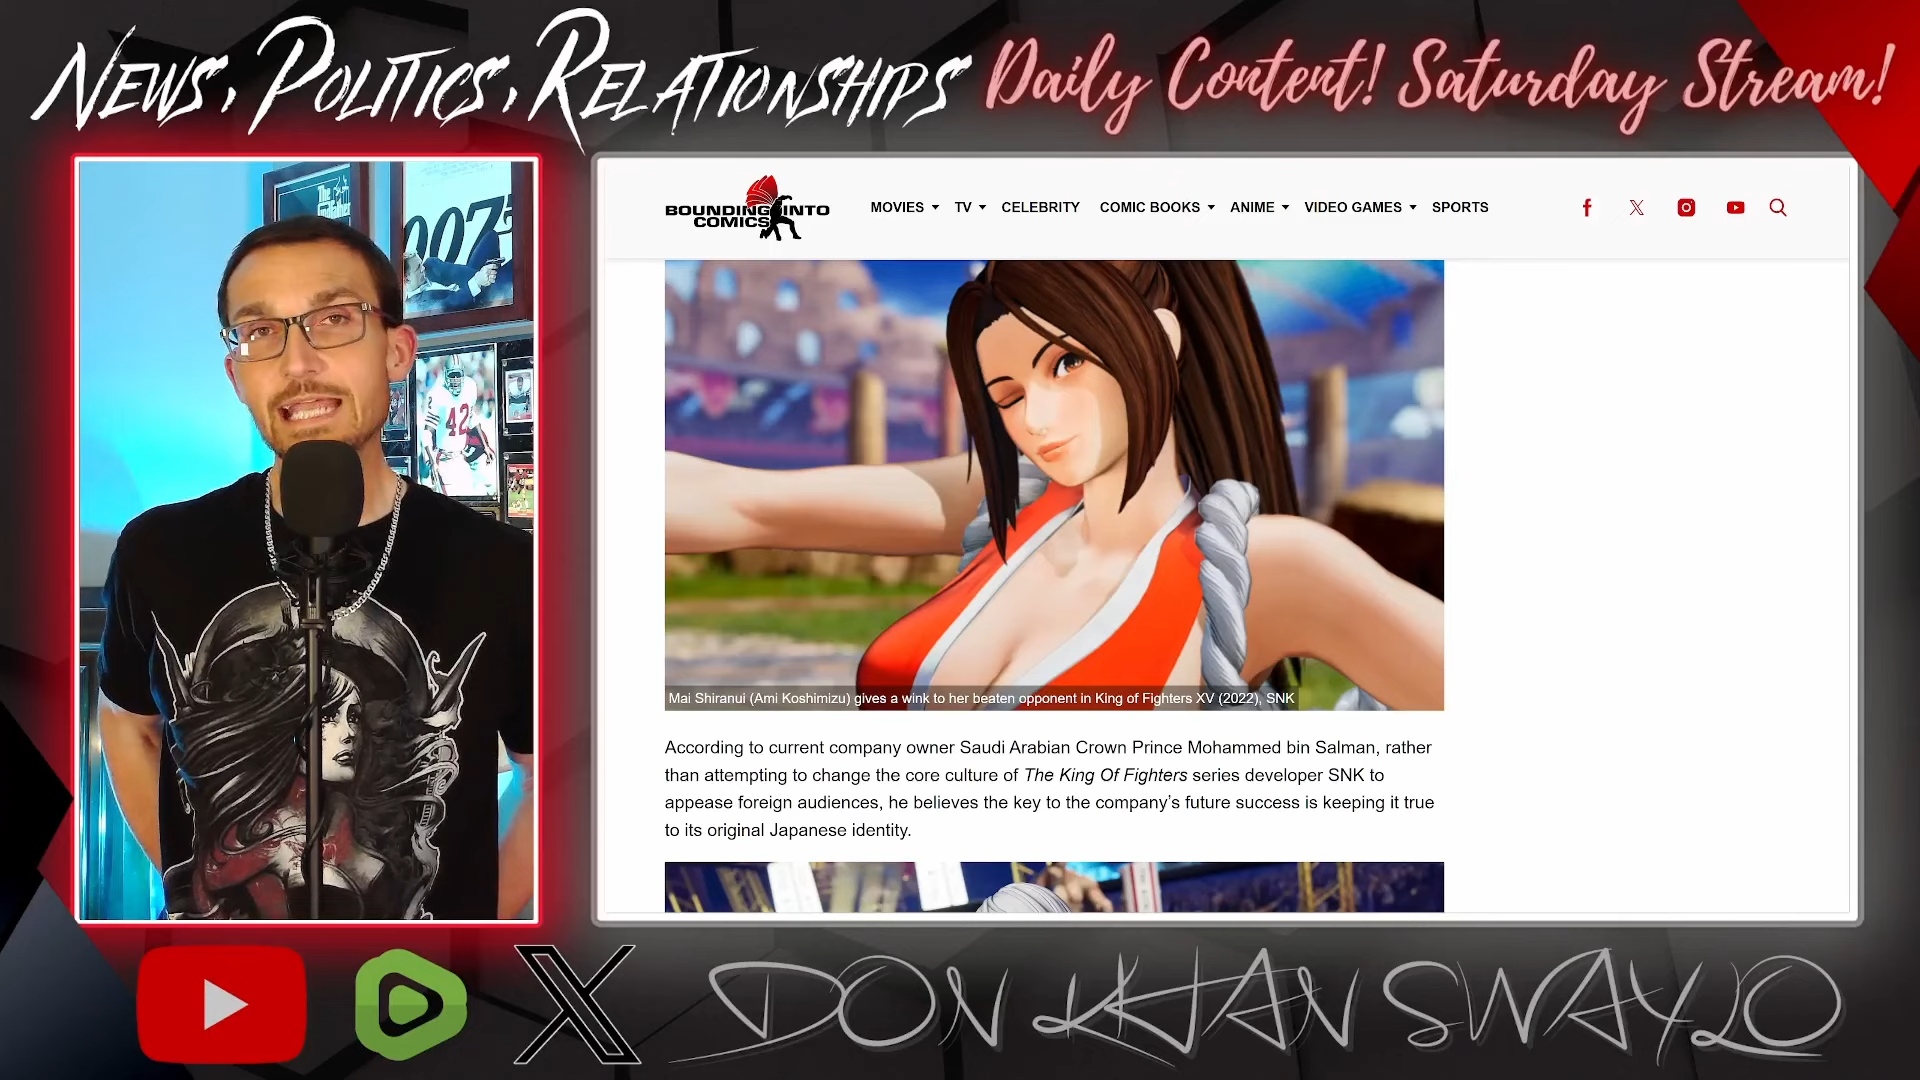 NEWS, POLITICS, RELATIONSHIPS
Daily Content! Saturday Stream!
The
Godfather
007
42
BOUNDING INTO
COMICS
MOVIES TV CELEBRITY COMIC BOOKS ANIME VIDEO GAMES SPORTS
Mai Shiranui (Ami Koshimizu) gives a wink to her beaten opponent in King of Fighters XV (2022), SNK
According to current company owner Saudi Arabian Crown Prince Mohammed bin Salman, rather
than attempting to change the core culture of The King Of Fighters series developer SNK to
appease foreign audiences, he believes the key to the company’s future success is keeping it true
to its original Japanese identity.
X DON KHAN SWAYLO